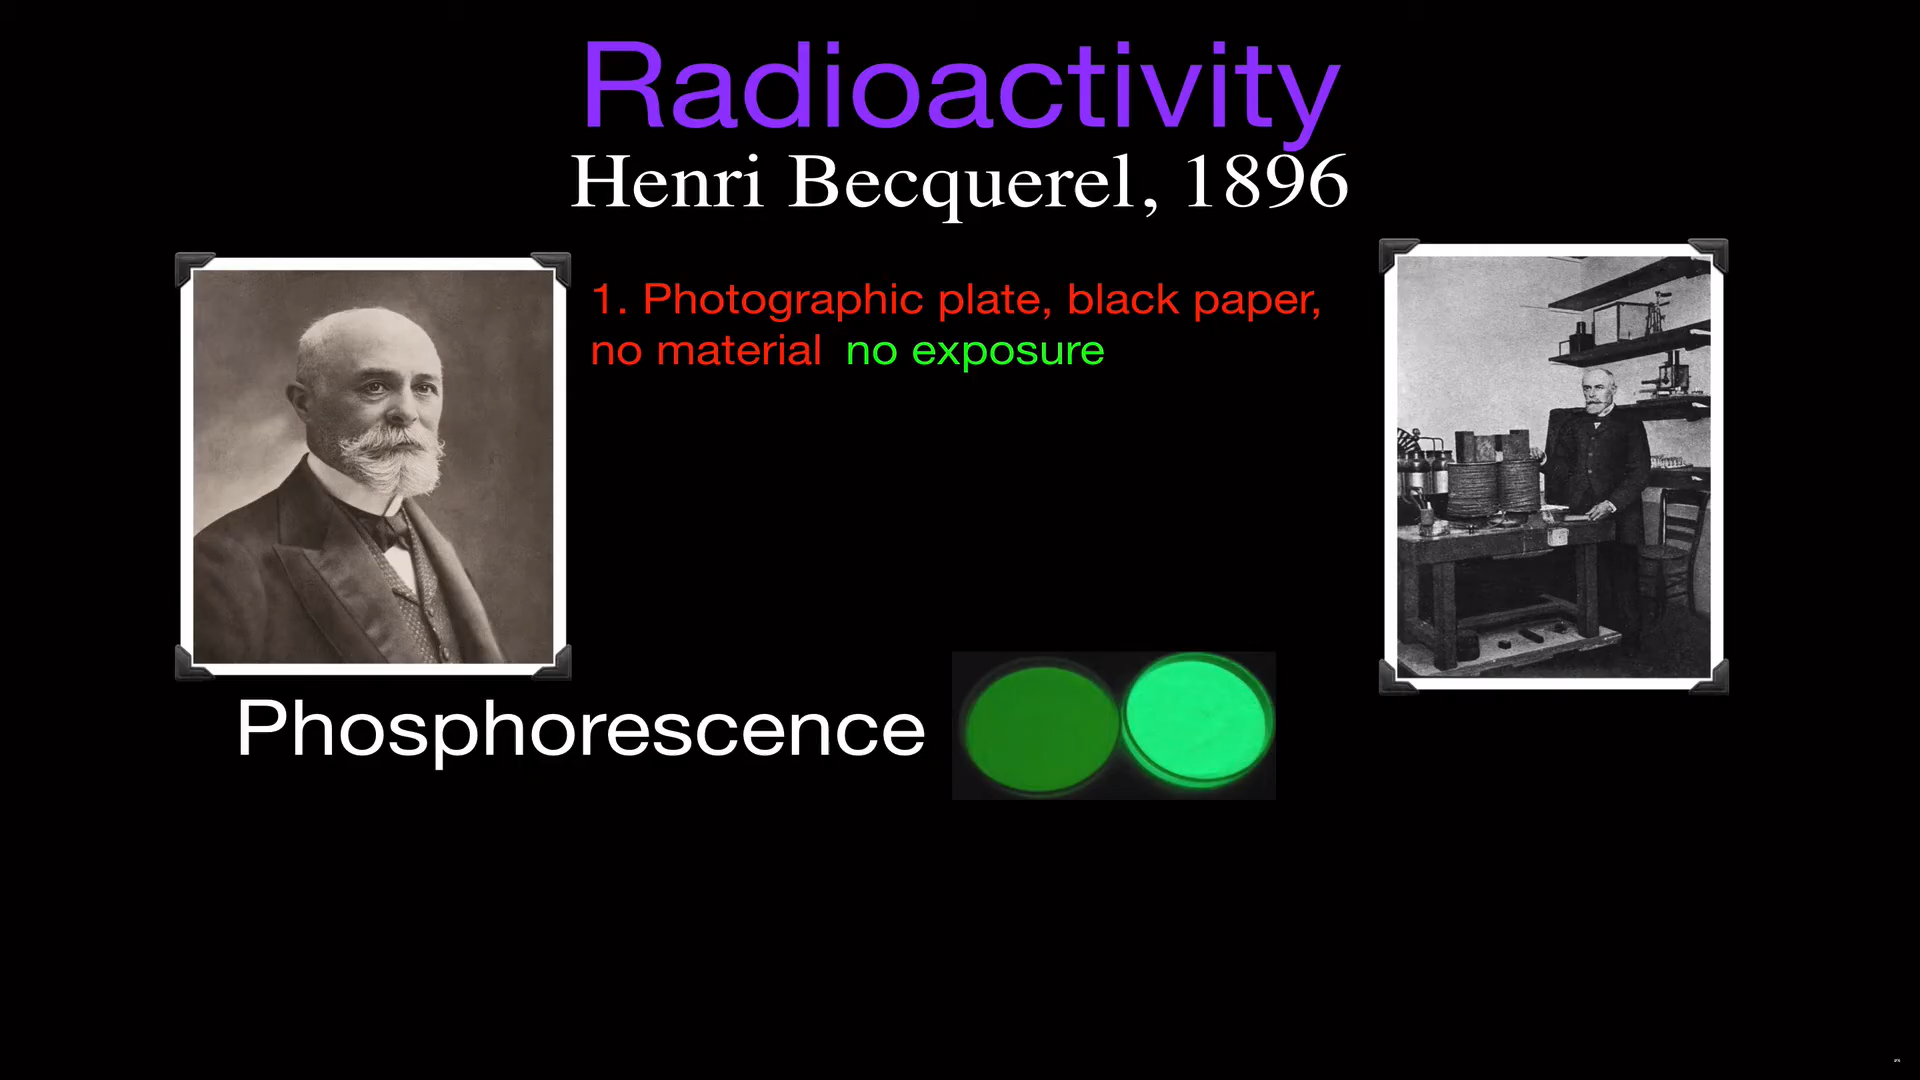 Radioactivity
Henri Becquerel, 1896
1. Photographic plate, black paper,
no material no exposure
Phosphorescence